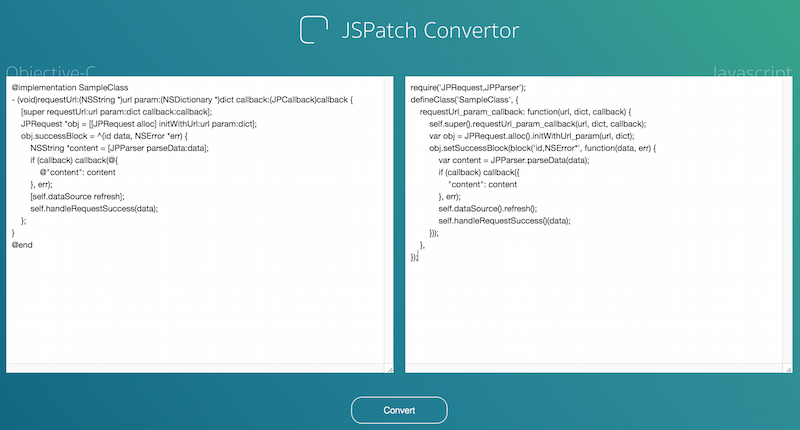 JSPatch Convertor
Objective-C
@implementation SampleClass
- (void)requestUrl:(NSString *)url param:(NSDictionary *)dict callback:(JPCallback)callback {
[super requestUrl:url param:dict callback:callback];
JPRequest *obj = [[JPRequest alloc] initWithUrl:url param:dict];
obj.successBlock = ^(id data, NSError *err) {
NSString *content = [JPParser parseData:data];
if (callback) callback(@{
@"content": content
}, err);
[self.dataSource refresh];
self.handleRequestSuccess(data);
};
}
@end
Javascript
require('JPRequest,JPParser');
defineClass('SampleClass', {
requestUrl_param_callback: function(url, dict, callback) {
self.super().requestUrl_param_callback(url, dict, callback);
var obj = JPRequest.alloc().initWithUrl_param(url, dict);
obj.setSuccessBlock(block('id,NSError*', function(data, err) {
var content = JPParser.parseData(data);
if (callback) callback({
"content": content
}, err);
self.dataSource().refresh();
self.handleRequestSuccess()(data);
}));
},
});
Convert